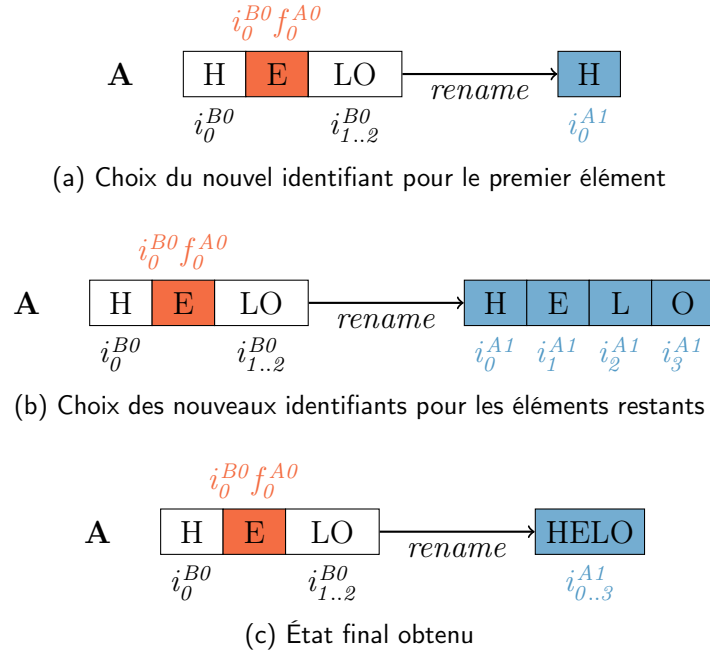 i_0^{B0} f_0^{A0}
A H E LO rename H
i_0^{B0} i_{1..2}^{B0} i_0^{A1}
(a) Choix du nouvel identifiant pour le premier élément
i_0^{B0} f_0^{A0}
A H E LO rename H E L O
i_0^{B0} i_{1..2}^{B0} i_0^{A1} i_1^{A1} i_2^{A1} i_3^{A1}
(b) Choix des nouveaux identifiants pour les éléments restants
i_0^{B0} f_0^{A0}
A H E LO rename HELO
i_0^{B0} i_{1..2}^{B0} i_{0..3}^{A1}
(c) État final obtenu